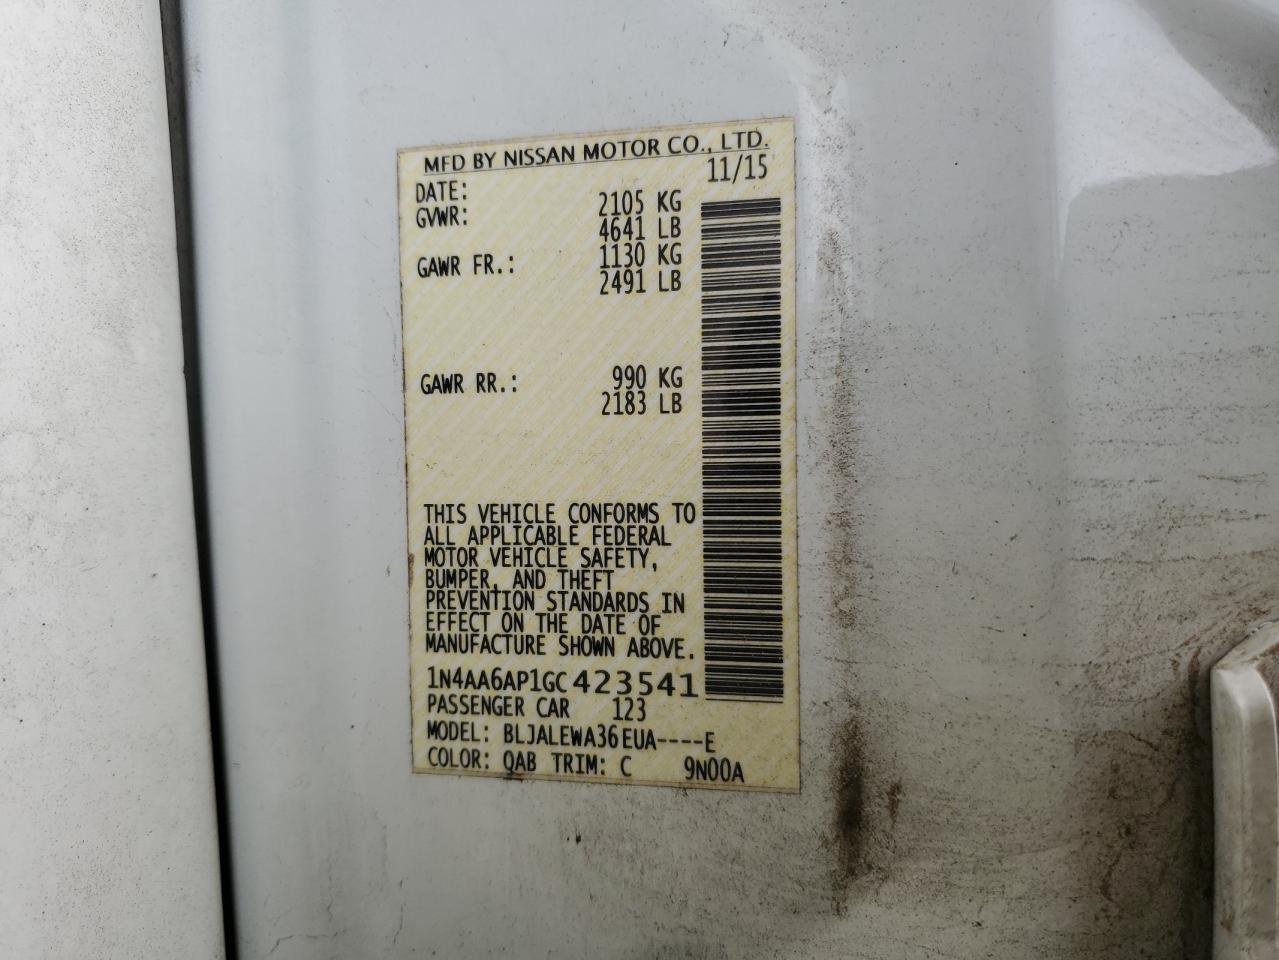 MFD BY NISSAN MOTOR CO., LTD.
DATE: 11/15
GVWR: 2105 KG
4641 LB
GAWR FR.: 1130 KG
2491 LB
GAWR RR.: 990 KG
2183 LB
THIS VEHICLE CONFORMS TO
ALL APPLICABLE FEDERAL
MOTOR VEHICLE SAFETY,
BUMPER, AND THEFT
PREVENTION STANDARDS IN
EFFECT ON THE DATE OF
MANUFACTURE SHOWN ABOVE.
1N4AA6AP1GC423541
PASSENGER CAR 123
MODEL: BLJALEWA36EUA----E
COLOR: QAB TRIM: C 9N00A